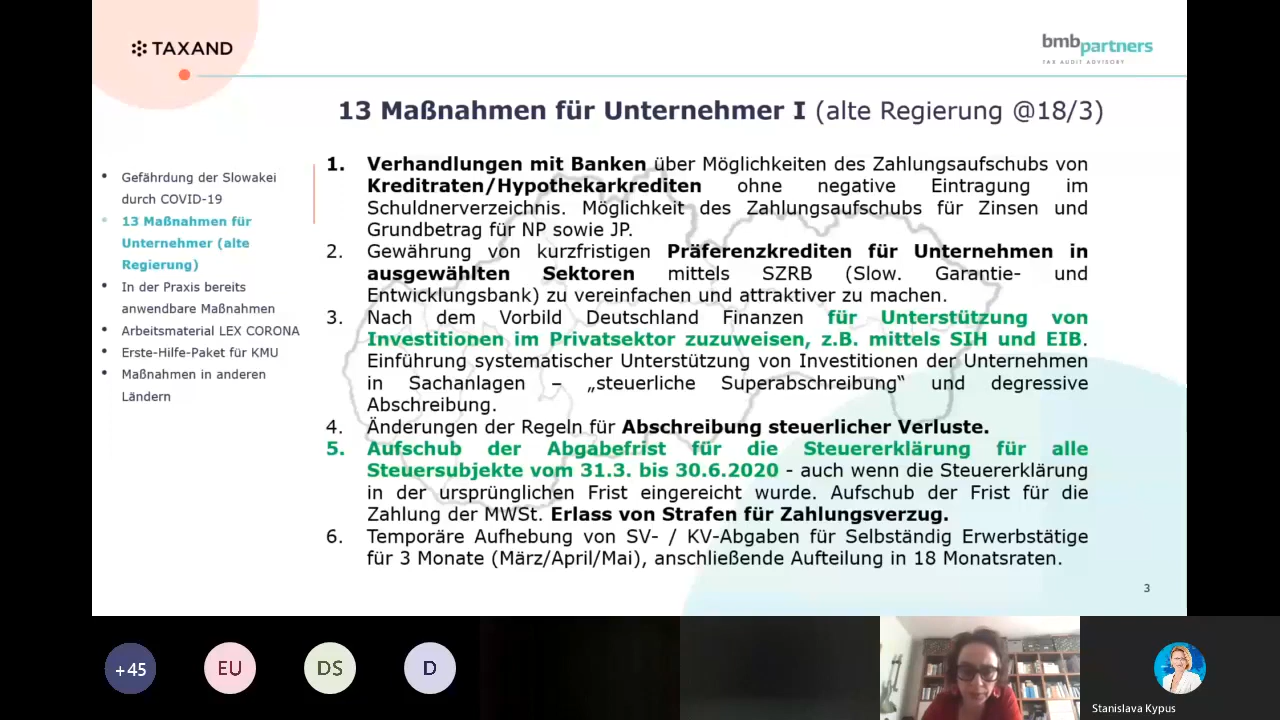 TAXAND
bmbpartners
TAX AUDIT ADVISORY
13 Maßnahmen für Unternehmer I (alte Regierung @18/3)
• Gefährdung der Slowakei
durch COVID-19
• 13 Maßnahmen für
Unternehmer (alte
Regierung)
• In der Praxis bereits
anwendbare Maßnahmen
• Arbeitsmaterial LEX CORONA
• Erste-Hilfe-Paket für KMU
• Maßnahmen in anderen
Ländern
1. Verhandlungen mit Banken über Möglichkeiten des Zahlungsaufschubs von
Kreditraten/Hypothekarkrediten ohne negative Eintragung im
Schuldnerverzeichnis. Möglichkeit des Zahlungsaufschubs für Zinsen und
Grundbetrag für NP sowie JP.
2. Gewährung von kurzfristigen Präferenzkrediten für Unternehmen in
ausgewählten Sektoren mittels SZRB (Slow. Garantie- und
Entwicklungsbank) zu vereinfachen und attraktiver zu machen.
3. Nach dem Vorbild Deutschland Finanzen für Unterstützung von
Investitionen im Privatsektor zuzuweisen, z.B. mittels SIH und EIB.
Einführung systematischer Unterstützung von Investitionen der Unternehmen
in Sachanlagen – „steuerliche Superabschreibung“ und degressive
Abschreibung.
4. Änderungen der Regeln für Abschreibung steuerlicher Verluste.
5. Aufschub der Abgabefrist für die Steuererklärung für alle
Steuersubjekte vom 31.3. bis 30.6.2020 - auch wenn die Steuererklärung
in der ursprünglichen Frist eingereicht wurde. Aufschub der Frist für die
Zahlung der MWSt. Erlass von Strafen für Zahlungsverzug.
6. Temporäre Aufhebung von SV- / KV-Abgaben für Selbständig Erwerbstätige
für 3 Monate (März/April/Mai), anschließende Aufteilung in 18 Monatsraten.
3
+45
EU
DS
D
Stanislava Kypus